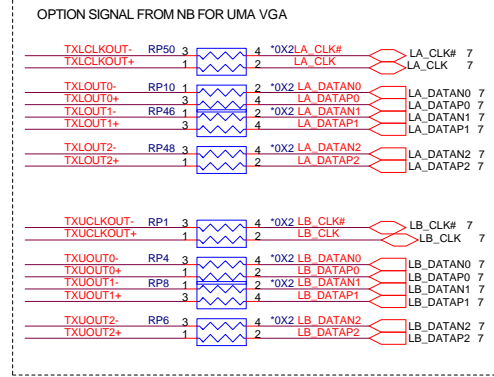 OPTION SIGNAL FROM NB FOR UMA VGA
TXLCLKOUT- RP50 3 4 *0X2 LA_CLK# LA_CLK# 7
TXLCLKOUT+ 1 2 LA_CLK LA_CLK 7
TXLOUT0- RP10 1 2 *0X2 LA_DATAN0 LA_DATAN0 7
TXLOUT0+ 3 4 LA_DATAP0 LA_DATAP0 7
TXLOUT1- RP46 1 2 *0X2 LA_DATAN1 LA_DATAN1 7
TXLOUT1+ 3 4 LA_DATAP1 LA_DATAP1 7
TXLOUT2- RP48 3 4 *0X2 LA_DATAN2 LA_DATAN2 7
TXLOUT2+ 1 2 LA_DATAP2 LA_DATAP2 7
TXUCLKOUT- RP1 3 4 *0X2 LB_CLK# LB_CLK# 7
TXUCLKOUT+ 1 2 LB_CLK LB_CLK 7
TXUOUT0- RP4 3 4 *0X2 LB_DATAN0 LB_DATAN0 7
TXUOUT0+ 1 2 LB_DATAP0 LB_DATAP0 7
TXUOUT1- RP8 1 2 *0X2 LB_DATAN1 LB_DATAN1 7
TXUOUT1+ 3 4 LB_DATAP1 LB_DATAP1 7
TXUOUT2- RP6 3 4 *0X2 LB_DATAN2 LB_DATAN2 7
TXUOUT2+ 1 2 LB_DATAP2 LB_DATAP2 7